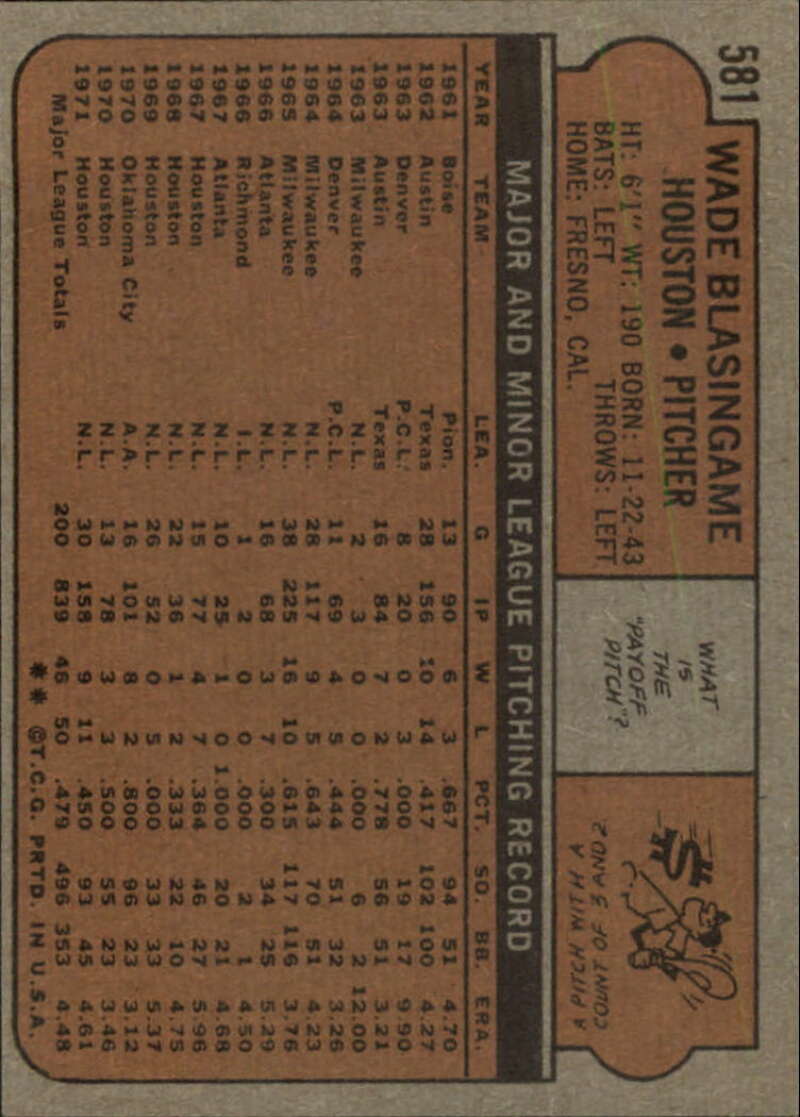 581
WADE BLASINGAME
HOUSTON • PITCHER
HT: 6'1" WT: 190 BORN: 11-22-43
BATS: LEFT THROWS: LEFT
HOME: FRESNO, CAL.
WHAT
IS
THE
"PAYOFF
PITCH"?
A PITCH WITH A
COUNT OF 3 AND 2
MAJOR AND MINOR LEAGUE PITCHING RECORD
YEAR TEAM LEA. G IP W L PCT. SO. BB. ERA.
1961 Boise Pion. 13 90 6 3 .667 94 51 4.70
1962 Austin Texas 28 156 10 14 .417 102 100 4.27
1963 Denver P.C.L. 8 20 0 3 .000 19 17 9.90
1963 Austin Texas 16 84 7 2 .778 56 51 3.21
1963 Milwaukee N.L. 2 3 0 0 .000 6 2 12.00
1964 Denver P.C.L. 11 69 4 5 .444 51 32 3.26
1964 Milwaukee N.L. 28 117 9 5 .643 70 51 4.23
1965 Milwaukee N.L. 38 225 16 10 .615 117 116 3.76
1966 Atlanta N.L. 16 68 3 7 .300 34 25 5.29
1966 Richmond I.L. 1 2 0 0 .000 2 1 4.50
1967 Atlanta N.L. 10 25 1 0 1.000 20 21 4.68
1967 Houston N.L. 15 77 4 7 .364 46 27 5.96
1968 Houston N.L. 22 36 1 2 .333 22 10 4.75
1969 Houston N.L. 26 52 0 5 .000 33 33 5.37
1970 Oklahoma City A.A. 16 101 8 2 .800 96 23 3.12
1970 Houston N.L. 13 78 3 3 .500 55 23 3.46
1971 Houston N.L. 30 158 9 11 .450 93 45 4.61
Major League Totals 200 839 46 50 .479 496 353 4.48
** ©T.C.G. PRTD. IN U.S.A.